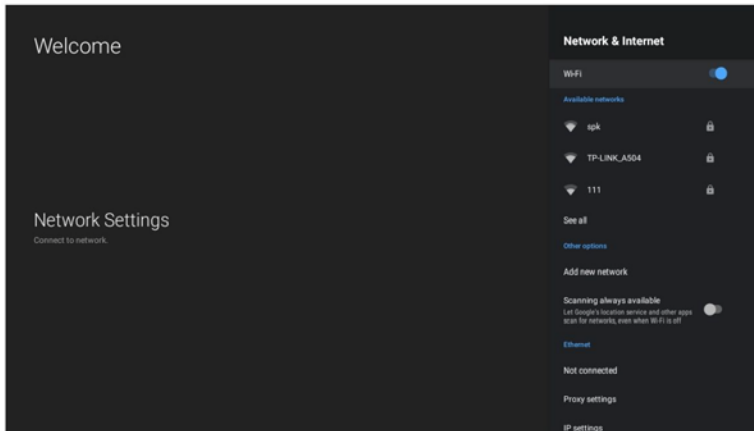 Welcome
Network Settings
Connect to network.
Network & Internet
Wi-Fi
Available networks
spk
TP-LINK_A504
111
See all
Other options
Add new network
Scanning always available
Let Google's location service and other apps
scan for networks, even when Wi-Fi is off
Ethernet
Not connected
Proxy settings
IP settings